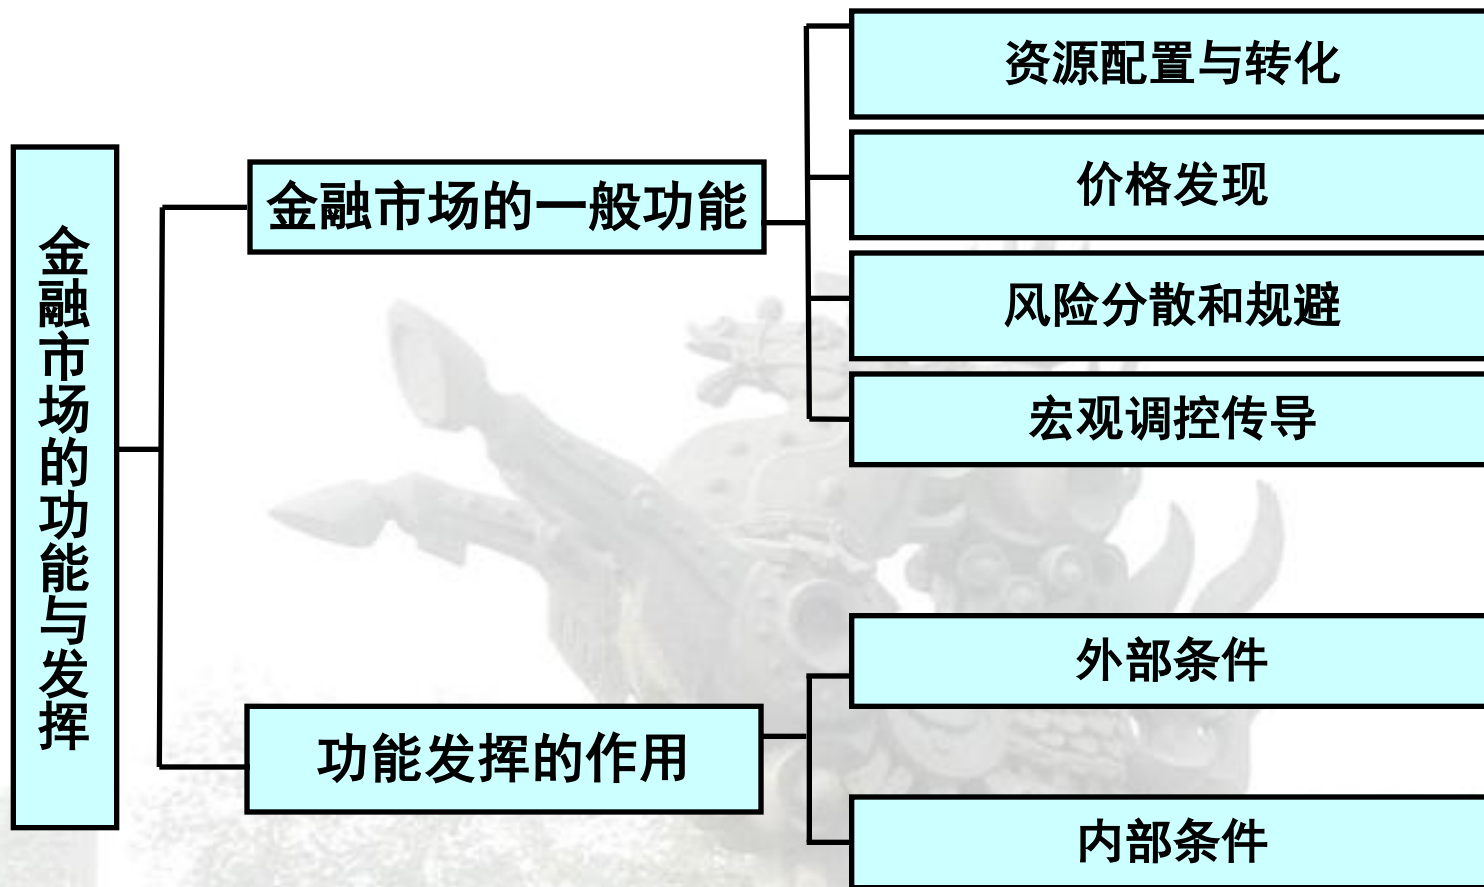 金融市场的功能与发挥
金融市场的一般功能
资源配置与转化
价格发现
风险分散和规避
宏观调控传导
功能发挥的作用
外部条件
内部条件